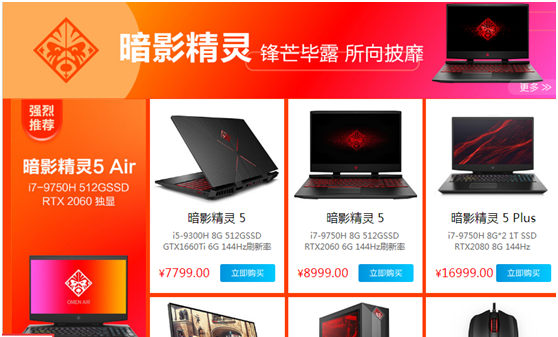 暗影精灵
锋芒毕露 所向披靡
更多 ≫
强烈
推荐
暗影精灵5 Air
i7-9750H 512GSSD
RTX 2060 独显
OMEN AIR
暗影精灵 5
i5-9300H 8G 512GSSD
GTX1660Ti 6G 144Hz刷新率
¥7799.00 立即购买
暗影精灵 5
i7-9750H 8G 512GSSD
RTX2060 6G 144Hz刷新率
¥8999.00 立即购买
暗影精灵 5 Plus
i7-9750H 8G*2 1T SSD
RTX2080 8G 144Hz
¥16999.00 立即购买